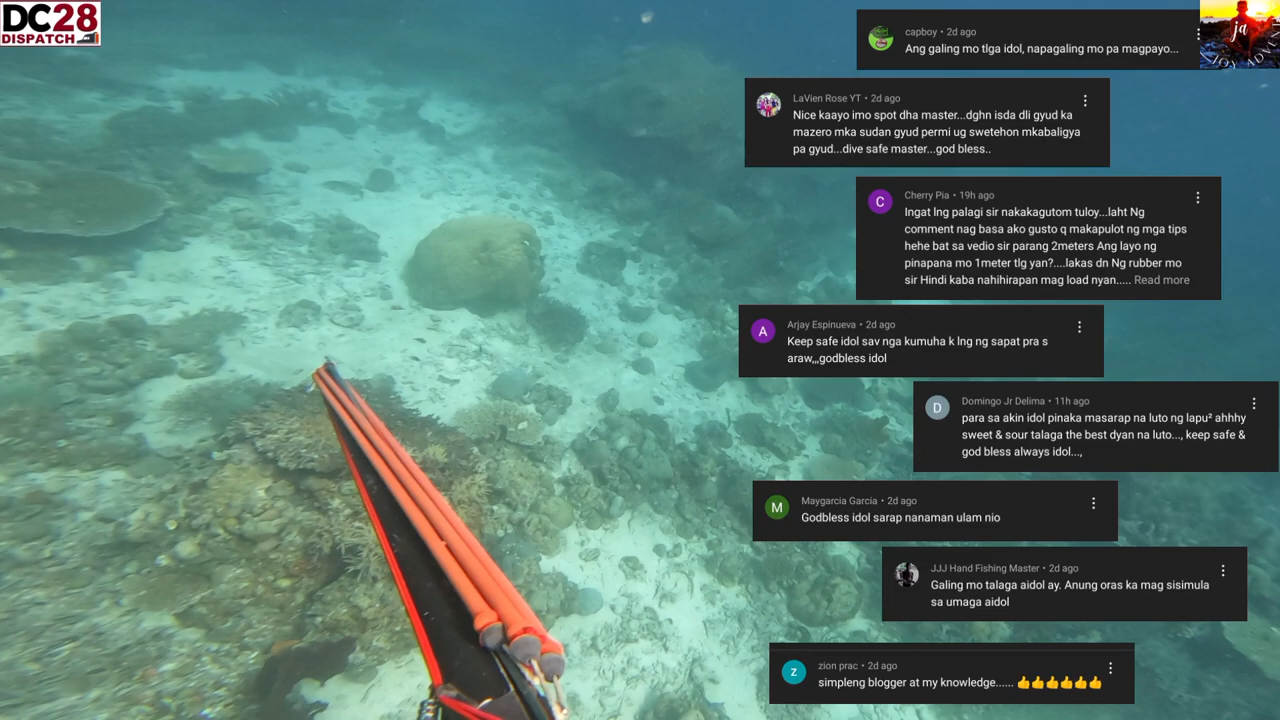 DC28
DISPATCH
ja
capboy • 2d ago
Ang galing mo tlga idol, napagaling mo pa magpayo...
LaVien Rose YT • 2d ago
Nice kaayo imo spot dha master...dghn isda dli gyud ka
mazero mka sudan gyud permi ug swetehon mkabaligya
pa gyud...dive safe master...god bless..
C
Cherry Pia • 19h ago
Ingat lng palagi sir nakakagutom tuloy...laht Ng
comment nag basa ako gusto q makapulot ng mga tips
hehe bat sa vedio sir parang 2meters Ang layo ng
pinapana mo 1meter tlg yan?....lakas dn Ng rubber mo
sir Hindi kaba nahihirapan mag load nyan..... Read more
A
Arjay Espinueva • 2d ago
Keep safe idol sav nga kumuha k lng ng sapat pra s
araw,,,godbless idol
D
Domingo Jr Delima • 11h ago
para sa akin idol pinaka masarap na luto ng lapu² ahhhy
sweet & sour talaga the best dyan na luto..., keep safe &
god bless always idol...,
M
Maygarcia Garcia • 2d ago
Godbless idol sarap nanaman ulam nio
JJJ Hand Fishing Master • 2d ago
Galing mo talaga aidol ay. Anung oras ka mag sisimula
sa umaga aidol
z
zion prac • 2d ago
simpleng blogger at my knowledge...... 👍👍👍👍👍👍